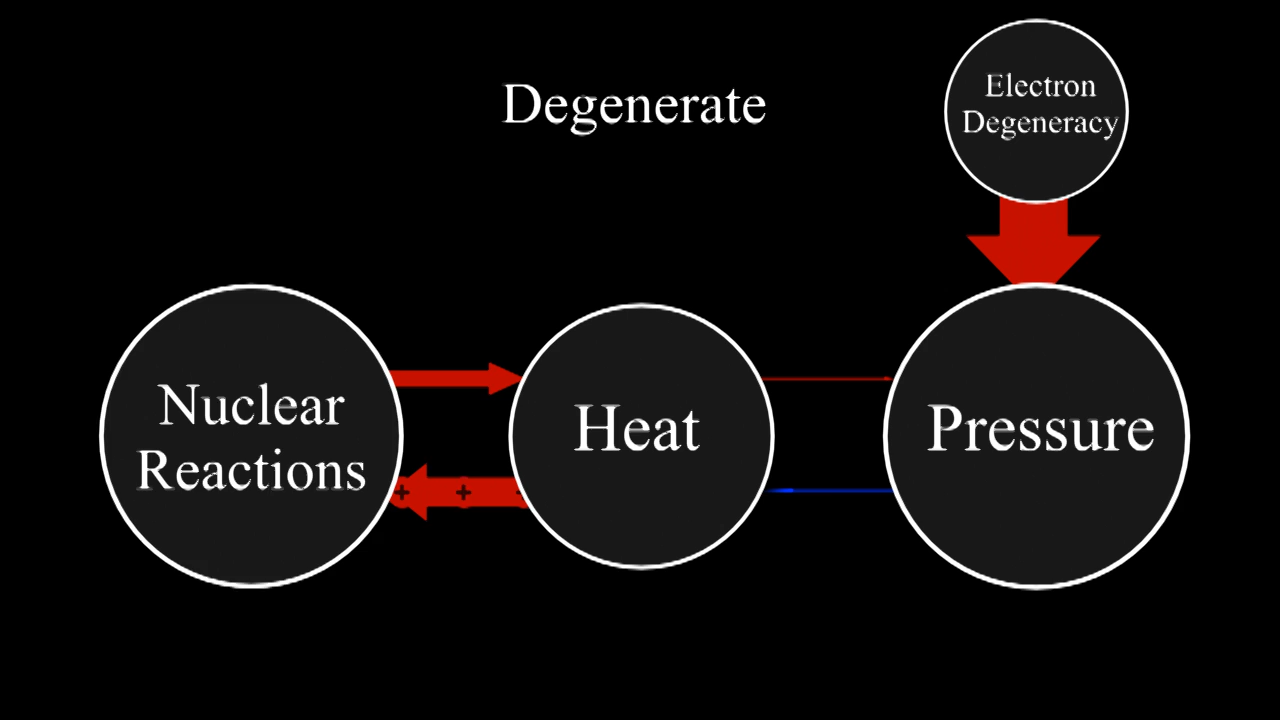 Degenerate
Electron
Degeneracy
Nuclear
Reactions
Heat
Pressure